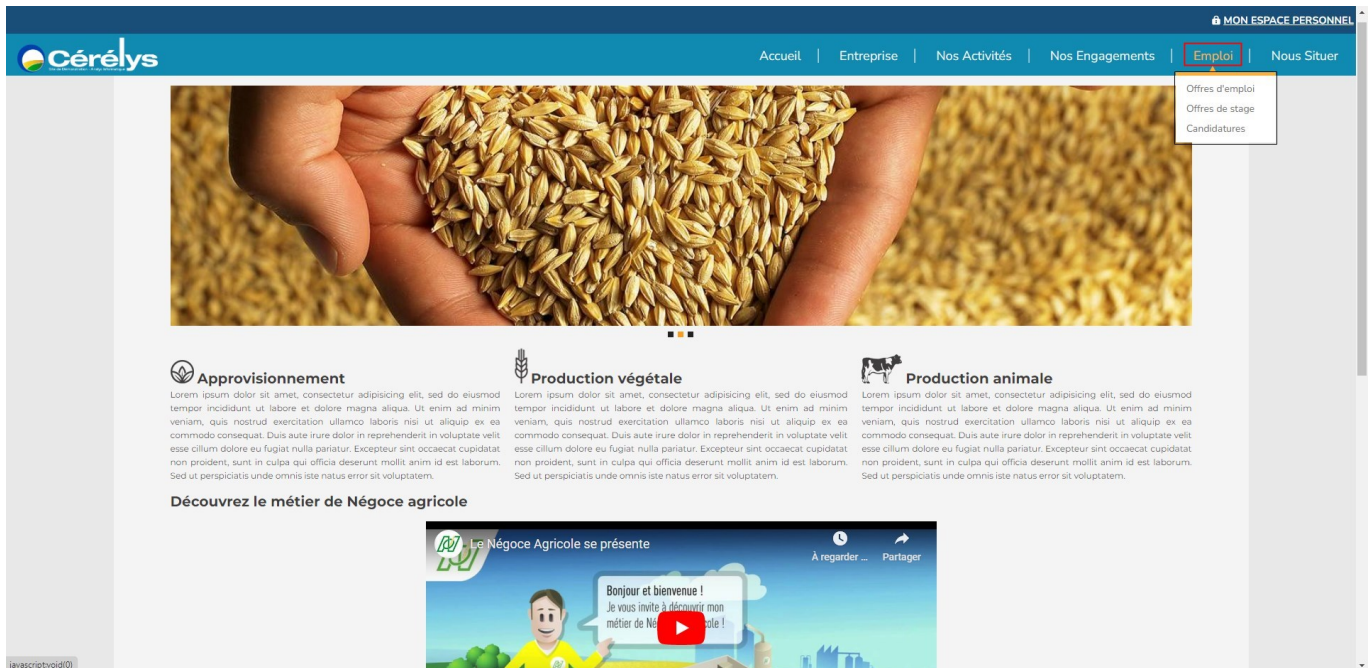 MON ESPACE PERSONNEL
Cérélys
Accueil | Entreprise | Nos Activités | Nos Engagements | Emploi | Nous Situer
Offres d'emploi
Offres de stage
Candidatures
Approvisionnement
Lorem ipsum dolor sit amet, consectetur adipisicing elit, sed do eiusmod
tempor incididunt ut labore et dolore magna aliqua. Ut enim ad minim
veniam, quis nostrud exercitation ullamco laboris nisi ut aliquip ex ea
commodo consequat. Duis aute irure dolor in reprehenderit in voluptate velit
esse cillum dolore eu fugiat nulla pariatur. Excepteur sint occaecat cupidatat
non proident, sunt in culpa qui officia deserunt mollit anim id est laborum.
Sed ut perspiciatis unde omnis iste natus error sit voluptatem.
Production végétale
Lorem ipsum dolor sit amet, consectetur adipisicing elit, sed do eiusmod
tempor incididunt ut labore et dolore magna aliqua. Ut enim ad minim
veniam, quis nostrud exercitation ullamco laboris nisi ut aliquip ex ea
commodo consequat. Duis aute irure dolor in reprehenderit in voluptate velit
esse cillum dolore eu fugiat nulla pariatur. Excepteur sint occaecat cupidatat
non proident, sunt in culpa qui officia deserunt mollit anim id est laborum.
Sed ut perspiciatis unde omnis iste natus error sit voluptatem.
Production animale
Lorem ipsum dolor sit amet, consectetur adipisicing elit, sed do eiusmod
tempor incididunt ut labore et dolore magna aliqua. Ut enim ad minim
veniam, quis nostrud exercitation ullamco laboris nisi ut aliquip ex ea
commodo consequat. Duis aute irure dolor in reprehenderit in voluptate velit
esse cillum dolore eu fugiat nulla pariatur. Excepteur sint occaecat cupidatat
non proident, sunt in culpa qui officia deserunt mollit anim id est laborum.
Sed ut perspiciatis unde omnis iste natus error sit voluptatem.
Découvrez le métier de Négoce agricole
Le Négoce Agricole se présente
À regarder ...
Partager
Bonjour et bienvenue !
Je vous invite à découvrir mon
métier de Né cole !
javascript:void(0)